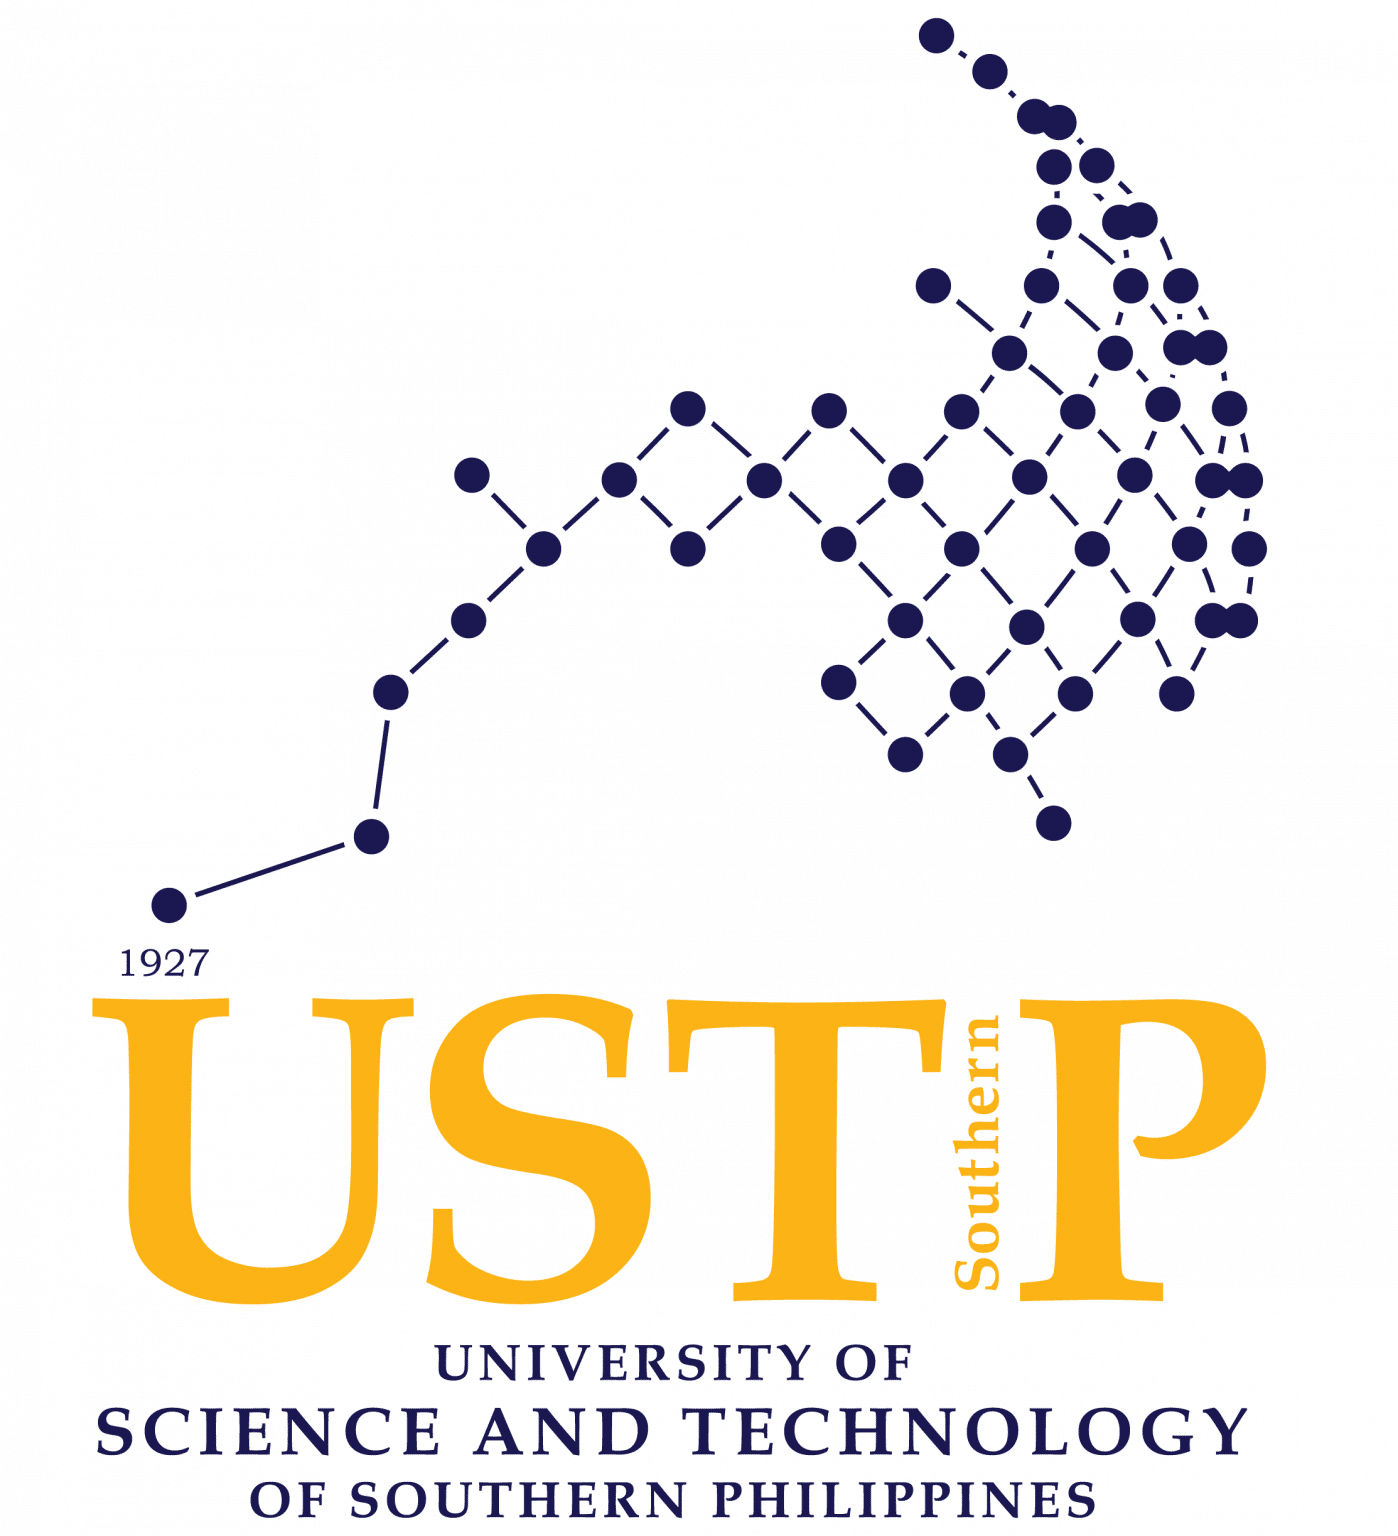 1927
USTP
Southern
UNIVERSITY OF
SCIENCE AND TECHNOLOGY
OF SOUTHERN PHILIPPINES